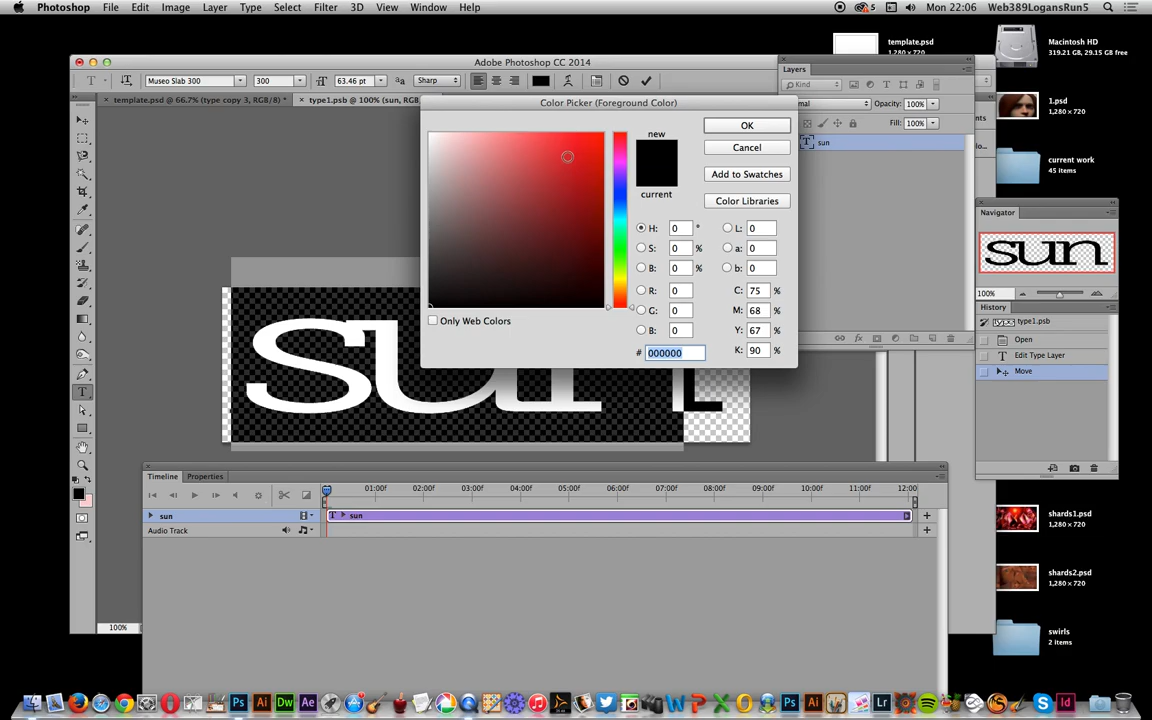 Photoshop File Edit Image Layer Type Select Filter 3D View Window Help
5 Mon 22:06 Web389LogansRun5
Adobe Photoshop CC 2014
Museo Slab 300 300 63.46 pt Sharp
template.psd @ 66.7% (type copy 3, RGB/8) * type1.psb @ 100% (sun, RGB/8)
Color Picker (Foreground Color)
new
current
OK
Cancel
Add to Swatches
Color Libraries
H: 0 ° L: 0
S: 0 % a: 0
B: 0 % b: 0
R: 0 C: 75 %
G: 0 M: 68 %
B: 0 Y: 67 %
# 000000 K: 90 %
Only Web Colors
Layers
Kind
mal Opacity: 100%
Fill: 100%
T sun
sun
Navigator
sun
100%
History
type1.psb
Open
Edit Type Layer
Move
Timeline Properties
01:00f 02:00f 03:00f 04:00f 05:00f 06:00f 07:00f 08:00f 09:00f 10:00f 11:00f 12:00f
sun T sun
Audio Track
100%
template.psd
1,280 × 720
Macintosh HD
319.21 GB, 29.15 GB free
1.psd
1,280 × 720
current work
45 items
shards1.psd
1,280 × 720
shards2.psd
1,280 × 720
swirls
2 items